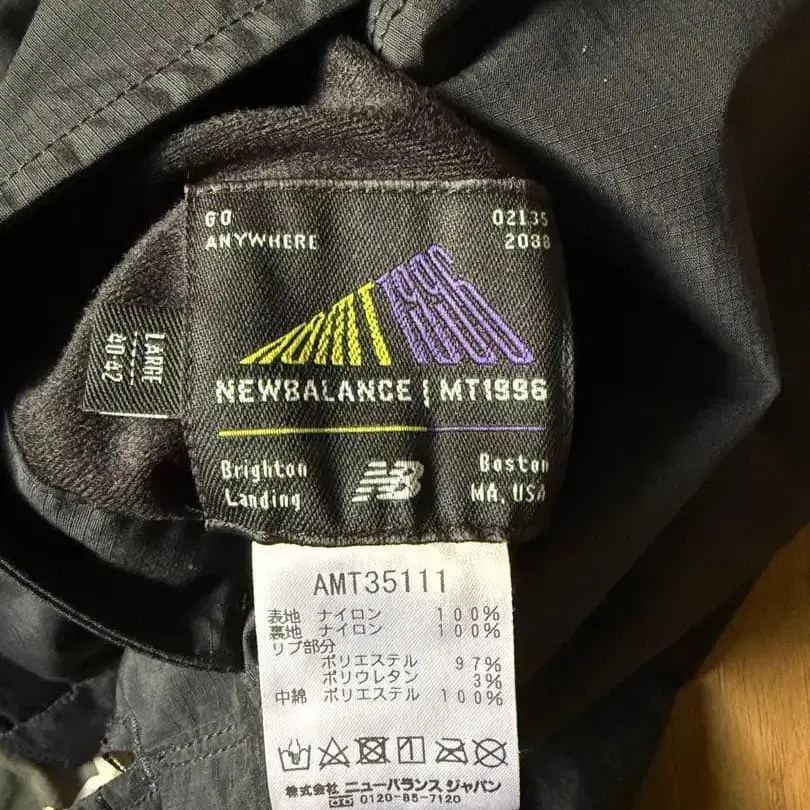 GO 02135
ANYWHERE 2038
NBMT 1996
NEWBALANCE | MT1996
Brighton Boston
Landing MA, USA
LARGE
40-42
AMT35111
表地 ナイロン 100%
裏地 ナイロン 100%
リブ部分
ポリエステル 97%
ポリウレタン 3%
中綿 ポリエステル 100%
株式会社 ニューバランス ジャパン
0120-85-7120